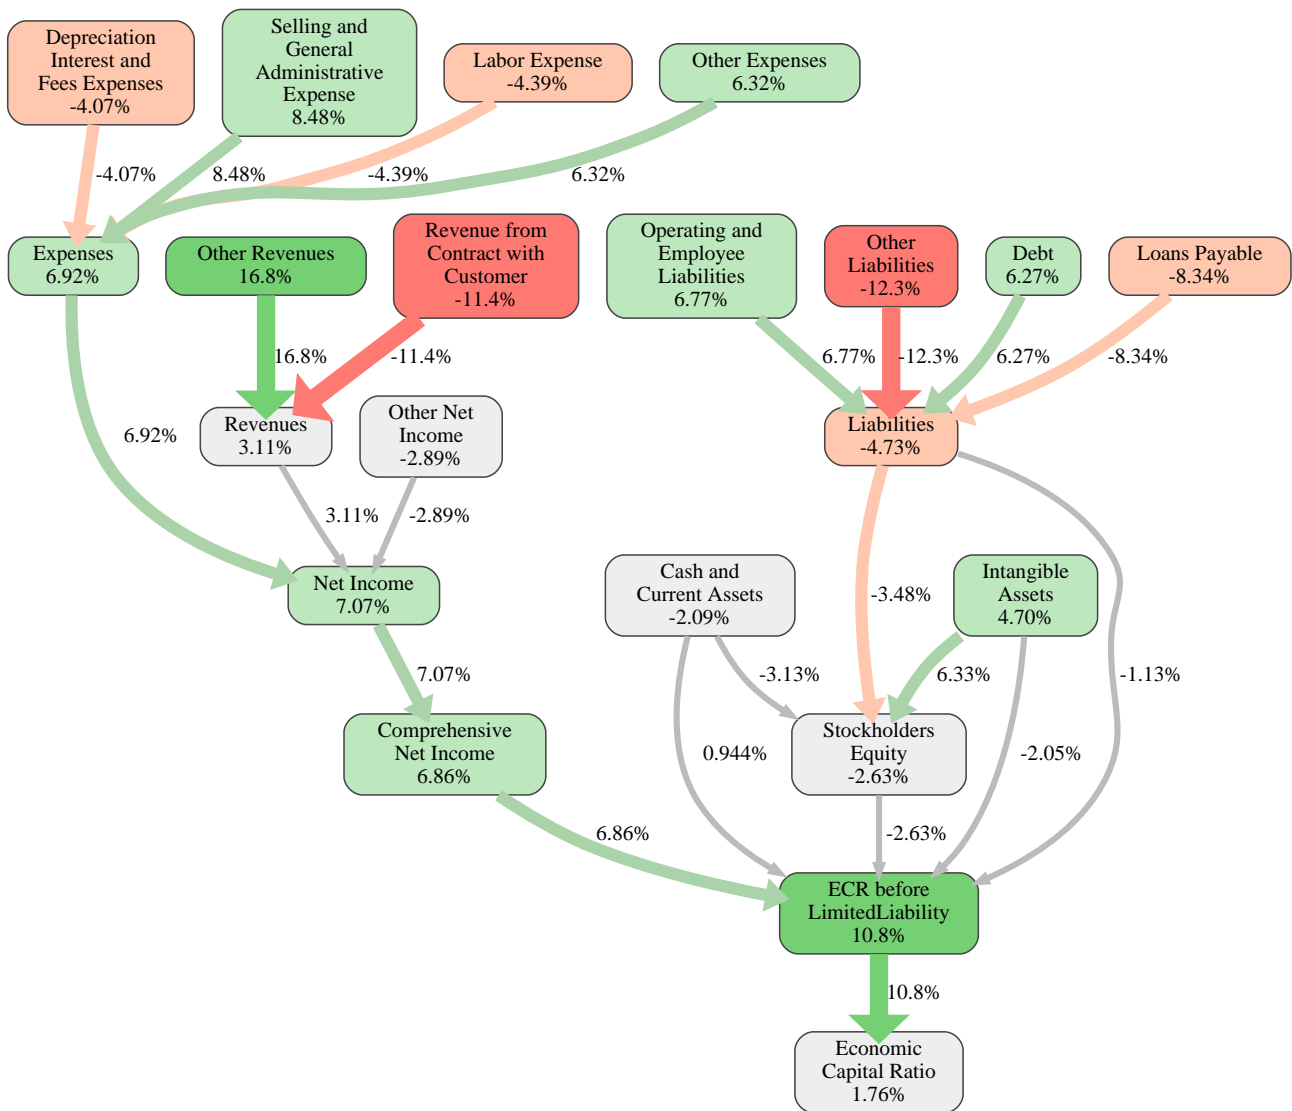 Depreciation
Interest and
Fees Expenses
-4.07%
Selling and
General
Administrative
Expense
8.48%
Labor Expense
-4.39%
Other Expenses
6.32%
-4.07%
8.48%
-4.39%
6.32%
Expenses
6.92%
Other Revenues
16.8%
Revenue from
Contract with
Customer
-11.4%
Operating and
Employee
Liabilities
6.77%
Other
Liabilities
-12.3%
Debt
6.27%
Loans Payable
-8.34%
16.8%
-11.4%
6.77%
-12.3%
6.27%
-8.34%
6.92%
Revenues
3.11%
Other Net
Income
-2.89%
Liabilities
-4.73%
3.11%
-2.89%
Net Income
7.07%
Cash and
Current Assets
-2.09%
-3.48%
Intangible
Assets
4.70%
7.07%
-3.13%
6.33%
-1.13%
Comprehensive
Net Income
6.86%
0.944%
Stockholders
Equity
-2.63%
-2.05%
6.86%
-2.63%
ECR before
LimitedLiability
10.8%
10.8%
Economic
Capital Ratio
1.76%